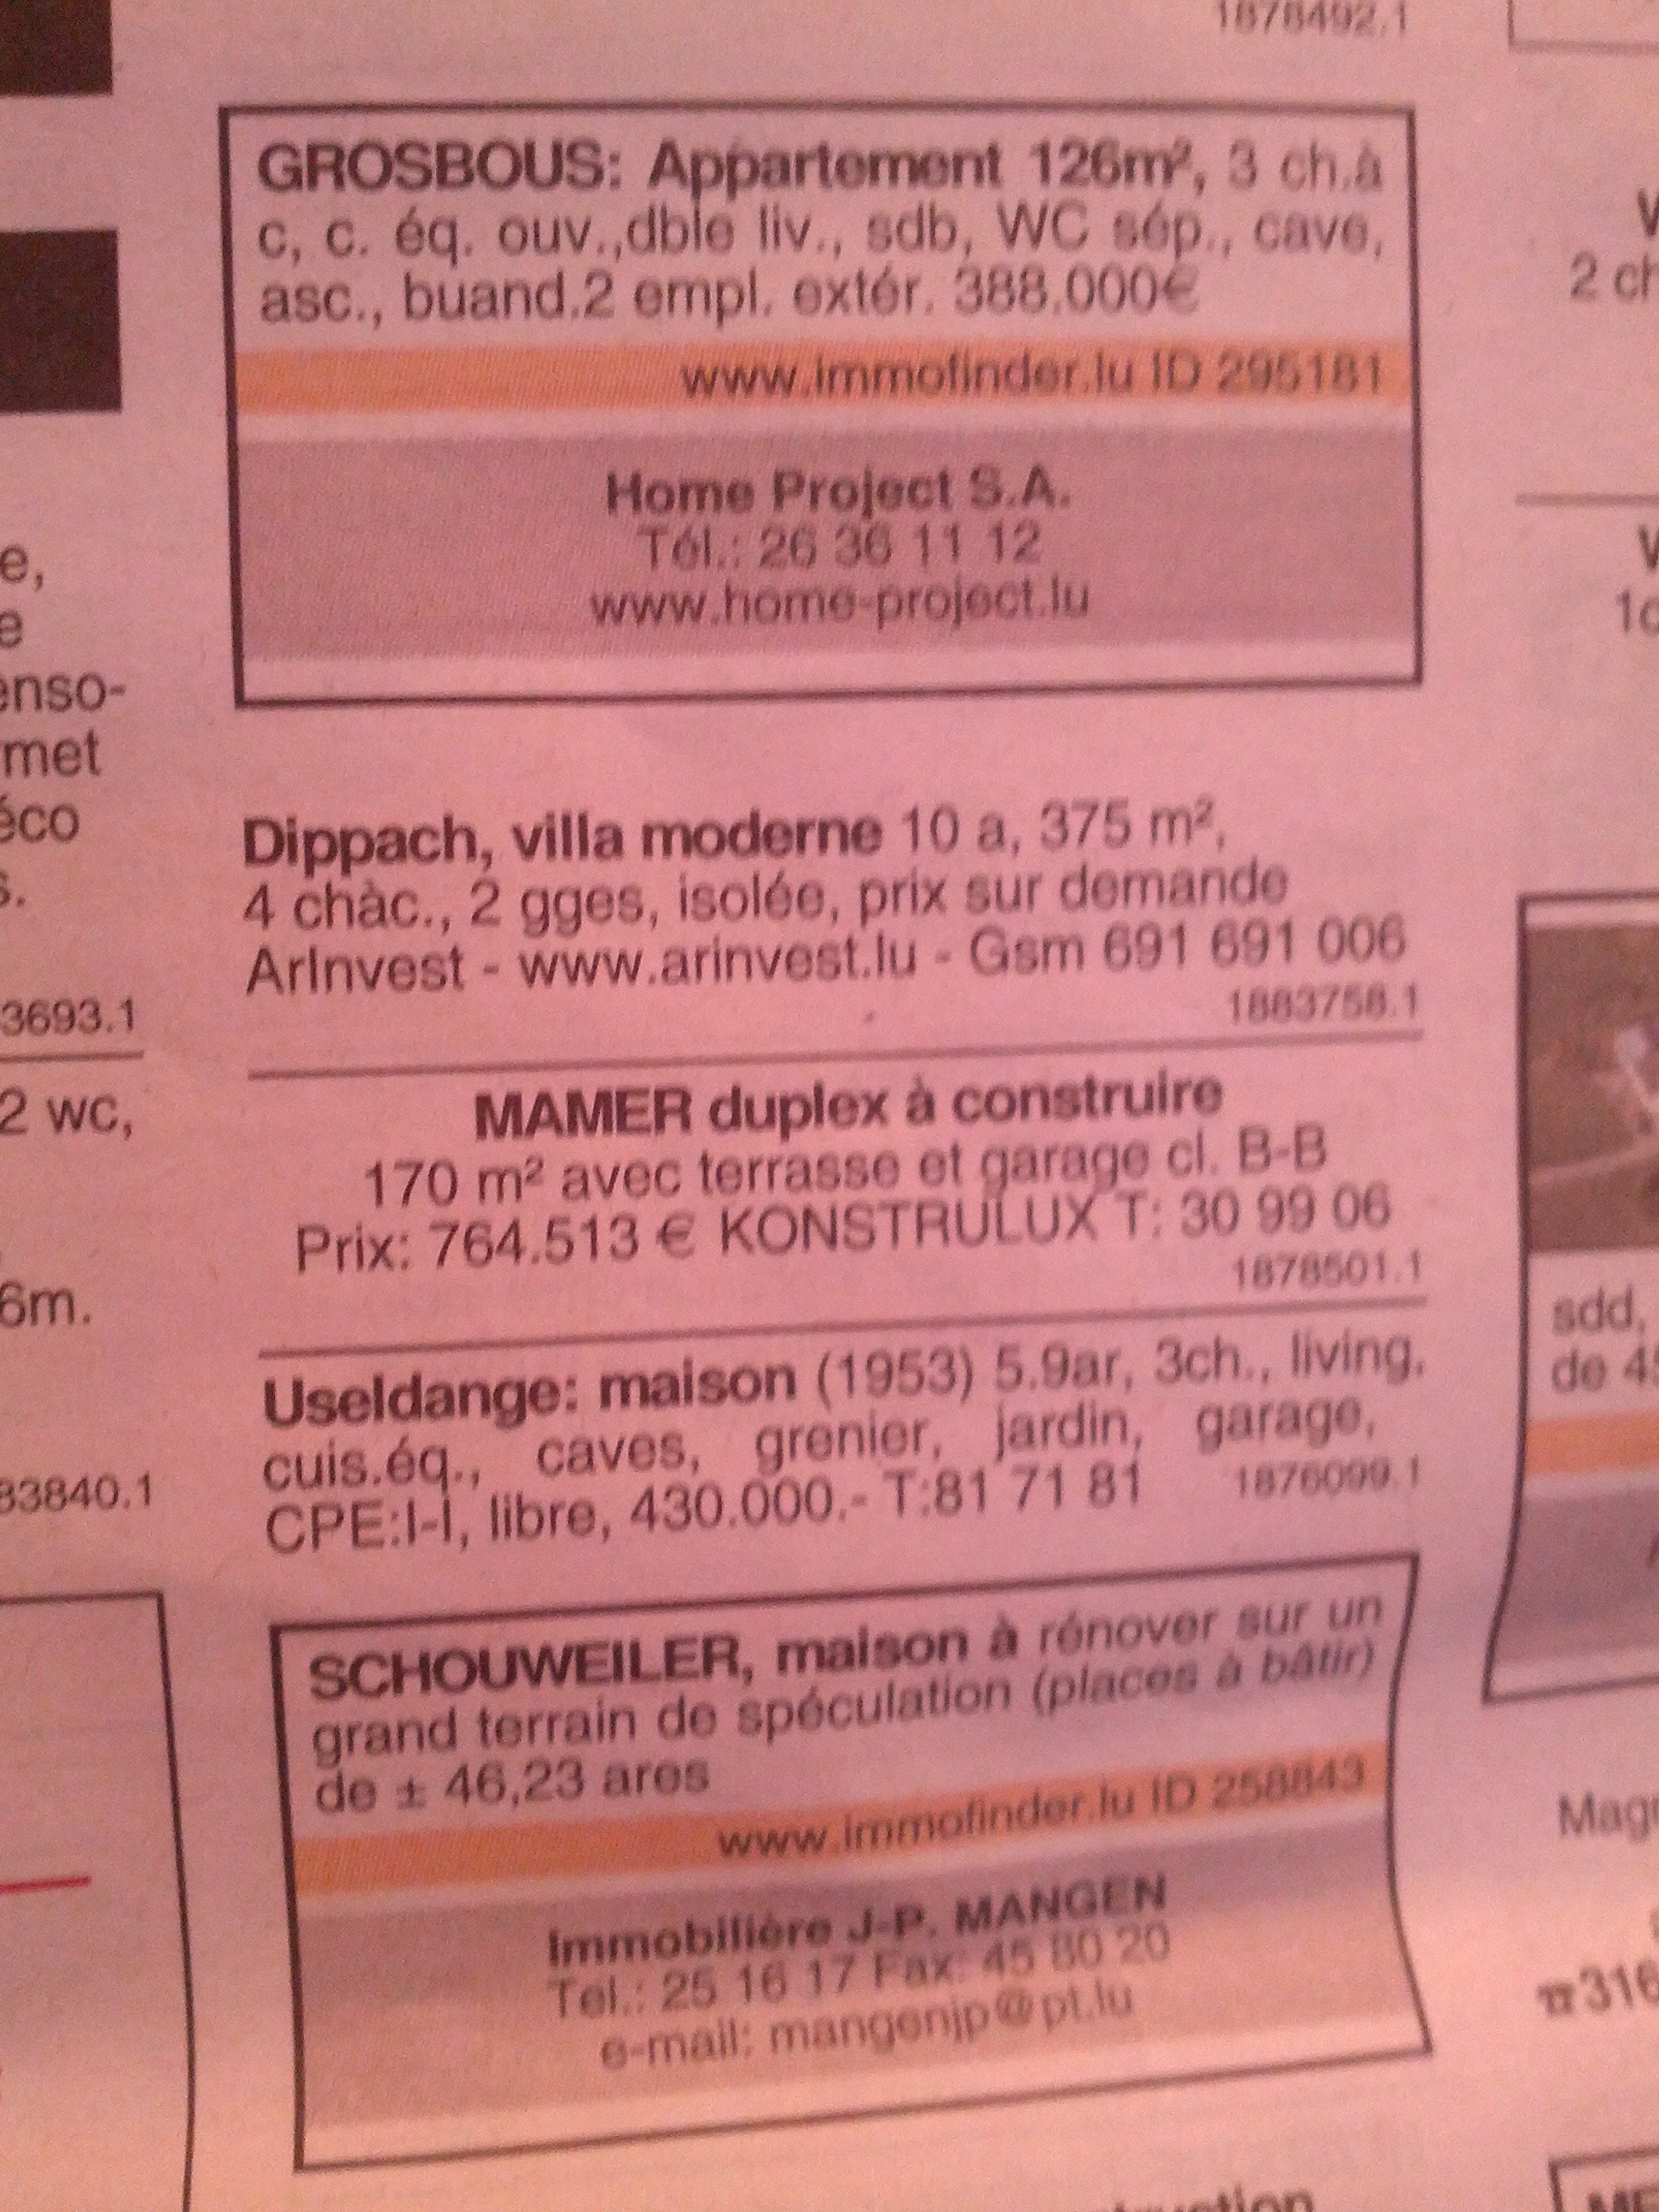 1878492.1
GROSBOUS: Appartement 126m², 3 ch.à
c, c. éq. ouv.,dble liv., sdb, WC sép., cave,
asc., buand.2 empl. extér. 388.000€
www.immofinder.lu ID 295181
Home Project S.A.
Tél.: 26 36 11 12
www.home-project.lu
Dippach, villa moderne 10 a, 375 m²,
4 chàc., 2 gges, isolée, prix sur demande
ArInvest - www.arinvest.lu - Gsm 691 691 006
1883758.1
MAMER duplex à construire
170 m² avec terrasse et garage cl. B-B
Prix: 764.513 € KONSTRULUX T: 30 99 06
1878501.1
Useldange: maison (1953) 5.9ar, 3ch., living,
cuis.éq., caves, grenier, jardin, garage,
CPE:I-I, libre, 430.000.- T:81 71 81 1876099.1
SCHOUWEILER, maison à rénover sur un
grand terrain de spéculation (places à bâtir)
de ± 46,23 ares
www.immofinder.lu ID 258843
Immobilière J-P. MANGEN
Tel.: 25 16 17 Fax: 45 80 20
e-mail: mangenjp@pt.lu
e,
e
enso-
rmet
éco
s.
3693.1
2 wc,
6m.
83840.1
2 ch
sdd,
de 4
Mag
☎316